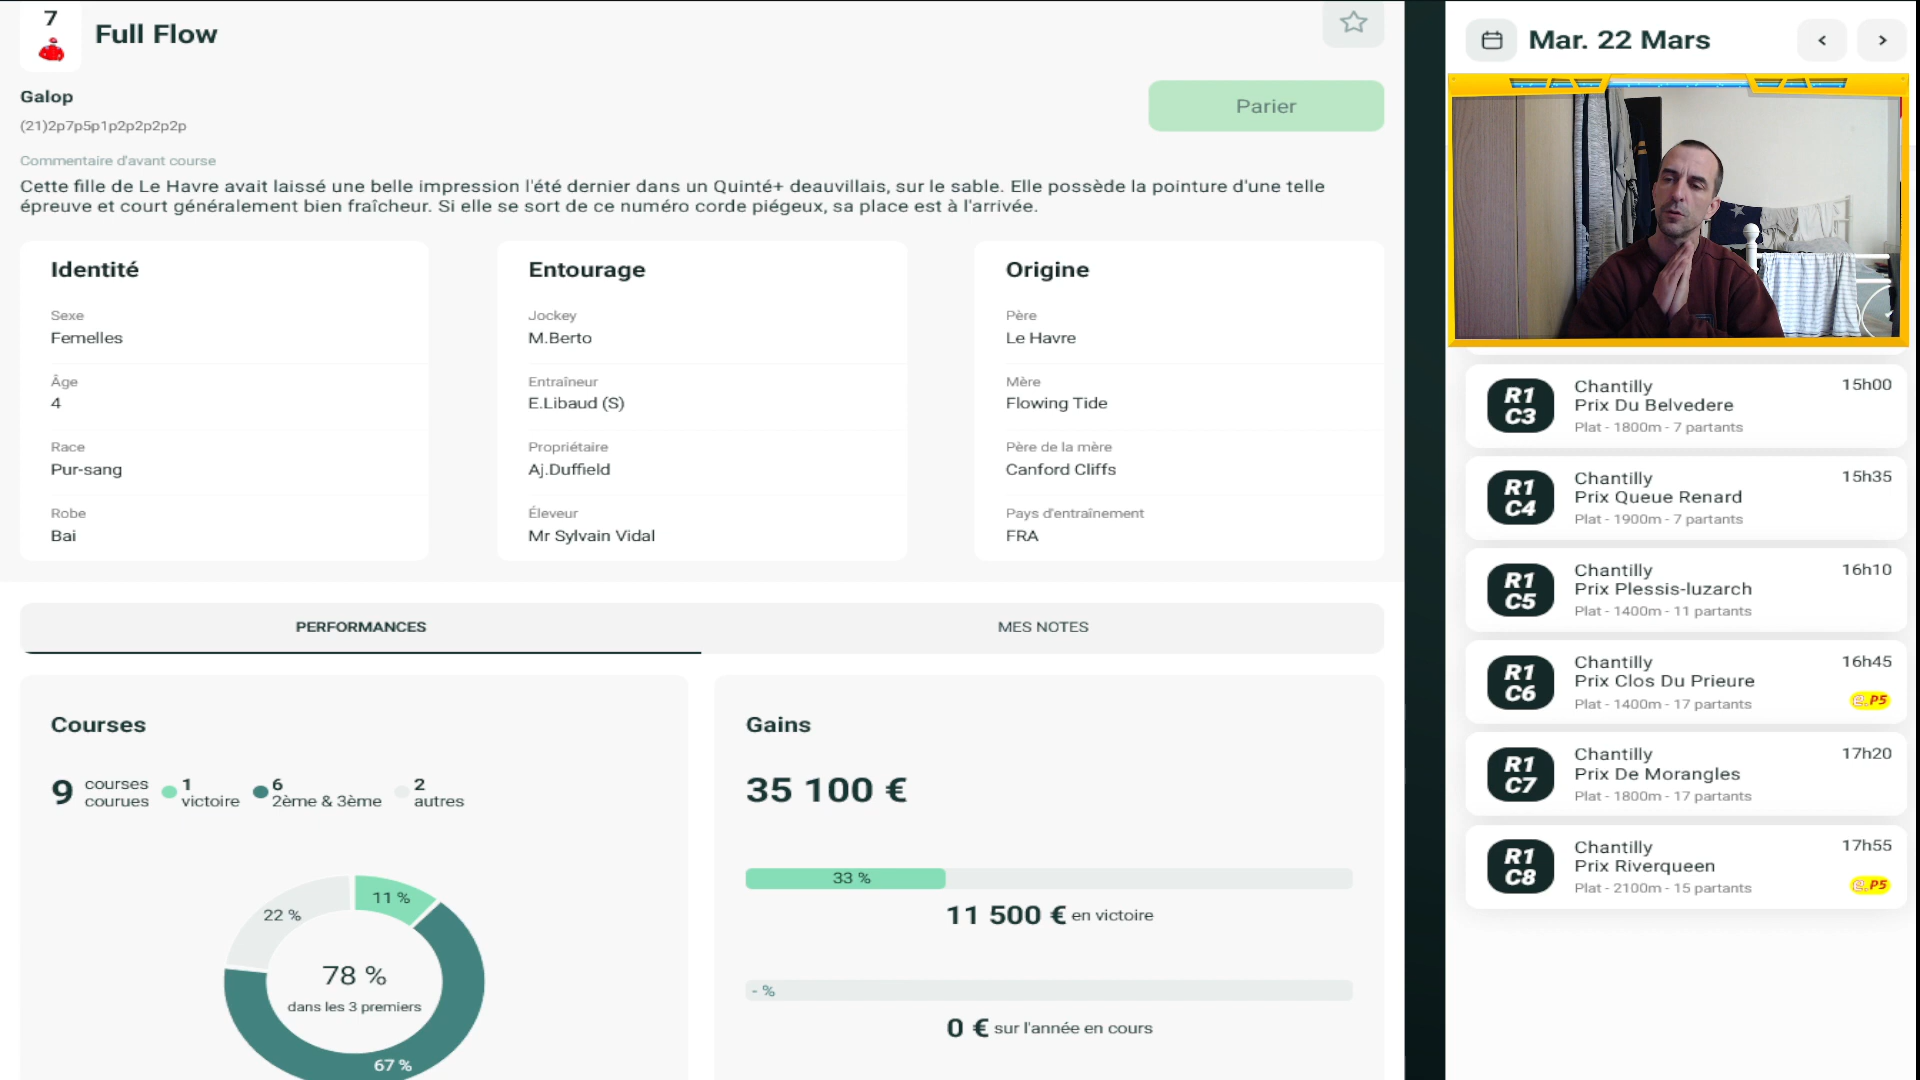 7
Full Flow
Galop
(21)2p7p5p1p2p2p2p2p
Parier
Commentaire d'avant course
Cette fille de Le Havre avait laissé une belle impression l'été dernier dans un Quinté+ deauvillais, sur le sable. Elle possède la pointure d'une telle
épreuve et court généralement bien fraîcheur. Si elle se sort de ce numéro corde piégeux, sa place est à l'arrivée.
Identité
Sexe
Femelles
Âge
4
Race
Pur-sang
Robe
Bai
Entourage
Jockey
M.Berto
Entraîneur
E.Libaud (S)
Propriétaire
Aj.Duffield
Éleveur
Mr Sylvain Vidal
Origine
Père
Le Havre
Mère
Flowing Tide
Père de la mère
Canford Cliffs
Pays d'entraînement
FRA
PERFORMANCES
MES NOTES
Courses
9 courses courues
1 victoire
6 2ème & 3ème
2 autres
11 %
22 %
78 %
dans les 3 premiers
67 %
Gains
35 100 €
33 %
11 500 € en victoire
- %
0 € sur l'année en cours
Mar. 22 Mars
<
>
R1 C3
Chantilly
15h00
Prix Du Belvedere
Plat - 1800m - 7 partants
R1 C4
Chantilly
15h35
Prix Queue Renard
Plat - 1900m - 7 partants
R1 C5
Chantilly
16h10
Prix Plessis-luzarch
Plat - 1400m - 11 partants
R1 C6
Chantilly
16h45
Prix Clos Du Prieure
Plat - 1400m - 17 partants
e.P5
R1 C7
Chantilly
17h20
Prix De Morangles
Plat - 1800m - 17 partants
R1 C8
Chantilly
17h55
Prix Riverqueen
Plat - 2100m - 15 partants
e.P5